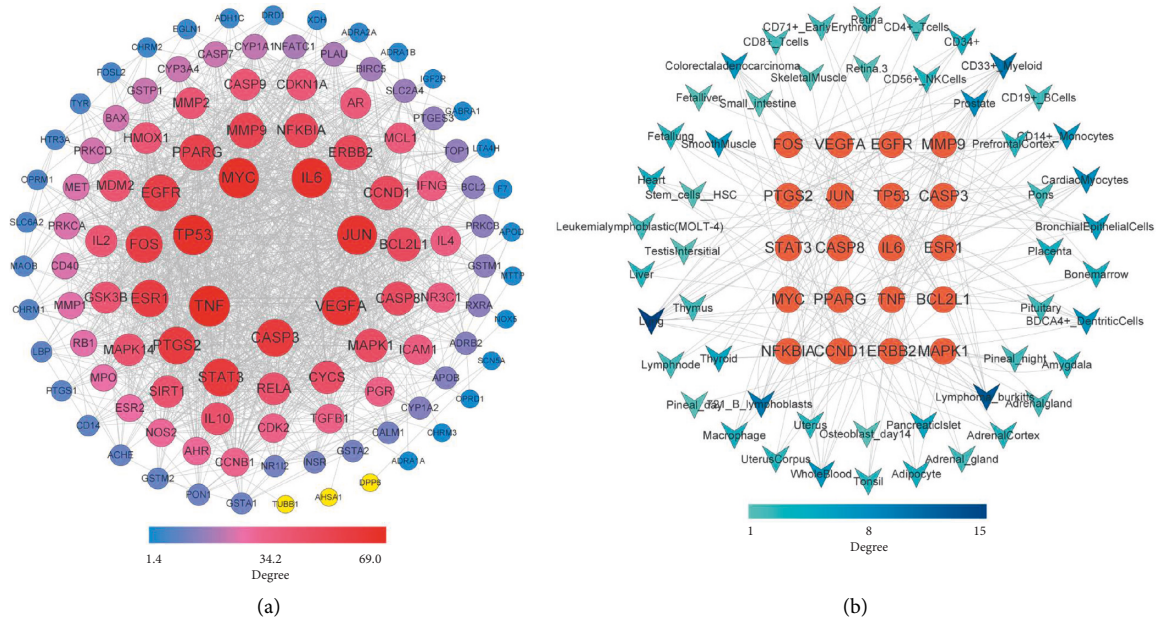 DRD1
ADH1C
XDH
EGLN1
ADRA2A
CHRM2
CYP1A1
NFATC1
ADRA1B
CASP7
PLAU
FOSL2
CYP3A4
BIRC5
IGF2R
CASP9
CDKN1A
GSTP1
SLC2A4
TYR
MMP2
AR
GABRA1
BAX
PTGES3
HTR3A
HMOX1
MMP9
NFKBIA
MCL1
LTA4H
PRKCD
PPARG
ERBB2
TOP1
OPRM1
MET
MDM2
MYC
IL6
IFNG
BCL2
F7
EGFR
CCND1
SLC6A2
PRKCA
PRKCB
APOD
IL2
FOS
TP53
JUN
BCL2L1
IL4
MAOB
CD40
GSTM1
MTTP
CHRM1
MMP1
GSK3B
ESR1
TNF
VEGFA
CASP8
NR3C1
RXRA
NOX5
LBP
RB1
MAPK14
PTGS2
CASP3
MAPK1
ICAM1
ADRB2
SCN5A
PTGS1
MPO
SIRT1
STAT3
RELA
CYCS
PGR
APOB
OPRD1
CD14
ESR2
IL10
CDK2
TGFB1
CYP1A2
CHRM3
ACHE
NOS2
AHR
CCNB1
NR1I2
INSR
GSTA2
CALM1
ADRA1A
GSTM2
PON1
GSTA1
TUBB1
AHSA1
DPP6
1.4
34.2
69.0
Degree
(a)
Retina
CD71+_EarlyErythroid
CD4+_Tcells
CD8+_Tcells
CD34+
Colorectaladenocarcinoma
Retina.3
CD33+_Myeloid
SkeletalMuscle
CD56+_NKCells
Fetalliver
Small_intestine
Prostate
CD19+_BCells
Fetallung
SmoothMuscle
FOS
VEGFA
EGFR
MMP9
PrefrontalCortex
CD14+_Monocytes
Heart
Stem_cells__HSC
PTGS2
JUN
TP53
CASP3
Pons
CardiacMyocytes
Leukemialymphoblastic(MOLT-4)
TestisIntersitial
STAT3
CASP8
IL6
ESR1
BronchialEpithelialCells
Placenta
Liver
Bonemarrow
Thymus
MYC
PPARG
TNF
BCL2L1
Pituitary
Lung
BDCA4+_DentriticCells
Lymphnode
Thyroid
NFKBIA
CCND1
ERBB2
MAPK1
Pineal_night
Amygdala
Pineal_day
721_B_lymphoblasts
Lymphoma_burkitts
Adrenalgland
Macrophage
Uterus
Osteoblast_day14
PancreaticIslet
AdrenalCortex
UterusCorpus
WholeBlood
Tonsil
Adipocyte
Adrenal_gland
1
8
15
Degree
(b)